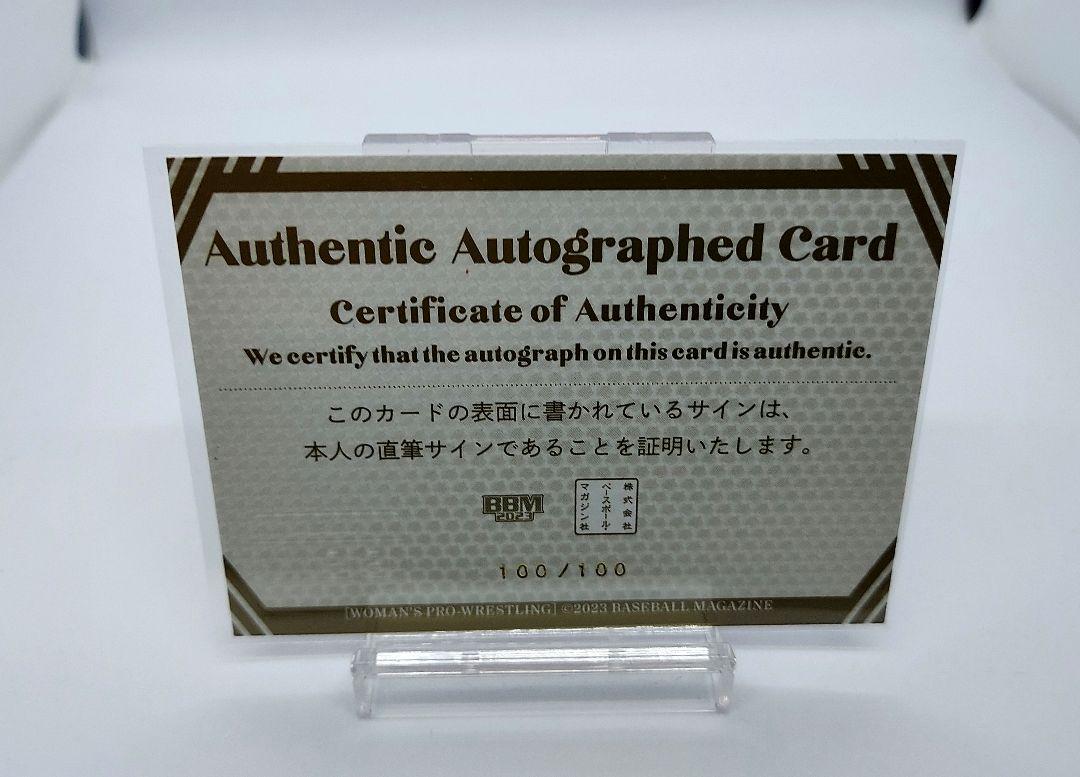 Authentic Autographed Card
Certificate of Authenticity
We certify that the autograph on this card is authentic.
このカードの表面に書かれているサインは、
本人の直筆サインであることを証明いたします。
BBM
2023
株式会社
ベースボール・
マガジン社
100/100
[WOMAN'S PRO-WRESTLING] ©2023 BASEBALL MAGAZINE